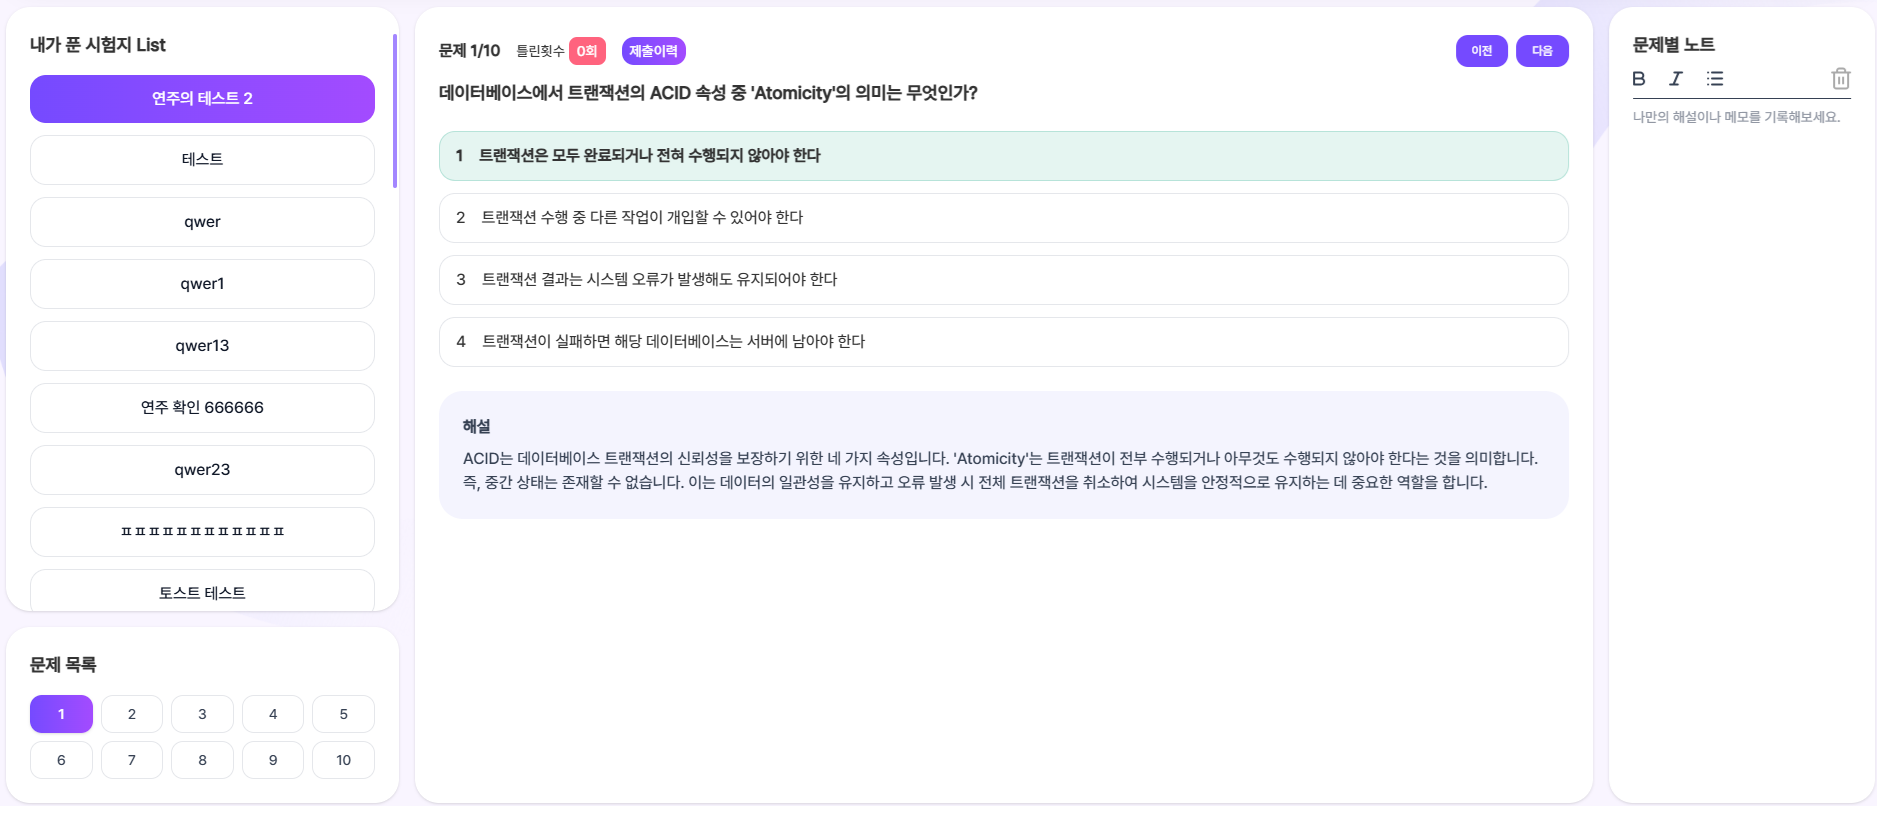 내가 푼 시험지 List
연주의 테스트 2
테스트
qwer
qwer1
qwer13
연주 확인 666666
qwer23
ㅍㅍㅍㅍㅍㅍㅍㅍㅍㅍㅍㅍ
토스트 테스트
문제 목록
1 2 3 4 5
6 7 8 9 10
문제 1/10 틀린횟수 0회 제출이력 이전 다음
데이터베이스에서 트랜잭션의 ACID 속성 중 'Atomicity'의 의미는 무엇인가?
1 트랜잭션은 모두 완료되거나 전혀 수행되지 않아야 한다
2 트랜잭션 수행 중 다른 작업이 개입할 수 있어야 한다
3 트랜잭션 결과는 시스템 오류가 발생해도 유지되어야 한다
4 트랜잭션이 실패하면 해당 데이터베이스는 서버에 남아야 한다
해설
ACID는 데이터베이스 트랜잭션의 신뢰성을 보장하기 위한 네 가지 속성입니다. 'Atomicity'는 트랜잭션이 전부 수행되거나 아무것도 수행되지 않아야 한다는 것을 의미합니다.
즉, 중간 상태는 존재할 수 없습니다. 이는 데이터의 일관성을 유지하고 오류 발생 시 전체 트랜잭션을 취소하여 시스템을 안정적으로 유지하는 데 중요한 역할을 합니다.
문제별 노트
B I
나만의 해설이나 메모를 기록해보세요.